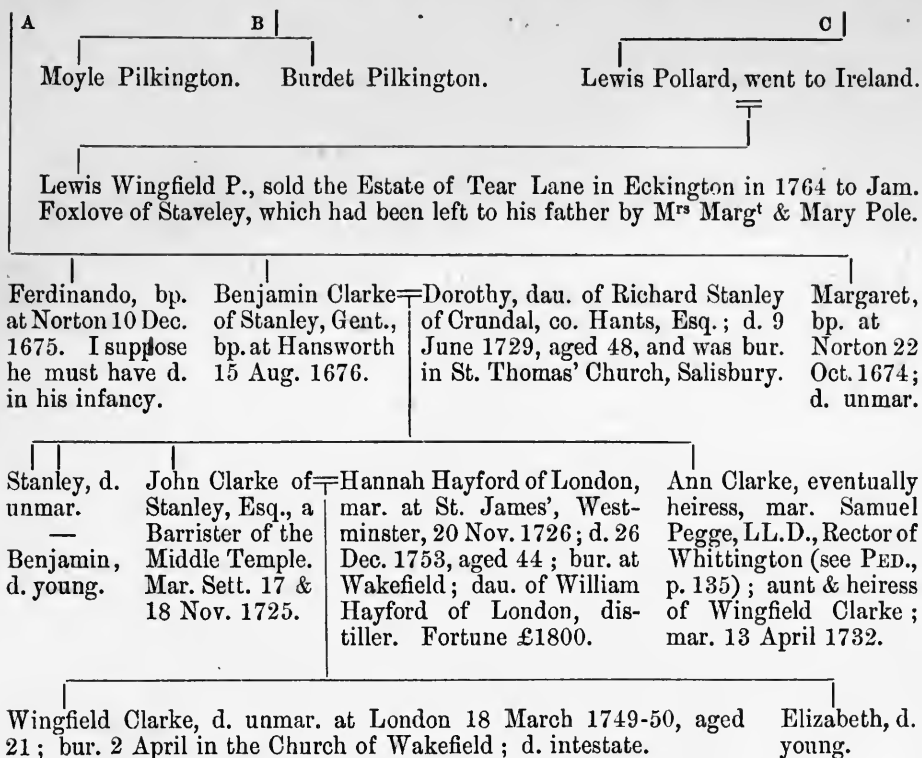 A B C
Moyle Pilkington. Burdet Pilkington. Lewis Pollard, went to Ireland.
Lewis Wingfield P., sold the Estate of Tear Lane in Eckington in 1764 to Jam.
Foxlove of Staveley, which had been left to his father by Mrs Margt & Mary Pole.
Ferdinando, bp.
at Norton 10 Dec.
1675. I suppose
he must have d.
in his infancy.
Benjamin Clarke
of Stanley, Gent.,
bp. at Hansworth
15 Aug. 1676.
Dorothy, dau. of Richard Stanley
of Crundal, co. Hants, Esq.; d. 9
June 1729, aged 48, and was bur.
in St. Thomas' Church, Salisbury.
Margaret,
bp. at
Norton 22
Oct. 1674;
d. unmar.
Stanley, d.
unmar.
—
Benjamin,
d. young.
John Clarke of
Stanley, Esq., a
Barrister of the
Middle Temple.
Mar. Sett. 17 &
18 Nov. 1725.
Hannah Hayford of London,
mar. at St. James', West-
minster, 20 Nov. 1726; d. 26
Dec. 1753, aged 44; bur. at
Wakefield; dau. of William
Hayford of London, dis-
tiller. Fortune £1800.
Ann Clarke, eventually
heiress, mar. Samuel
Pegge, LL.D., Rector of
Whittington (see PED.,
p. 135); aunt & heiress
of Wingfield Clarke;
mar. 13 April 1732.
Wingfield Clarke, d. unmar. at London 18 March 1749-50, aged
21; bur. 2 April in the Church of Wakefield; d. intestate.
Elizabeth, d.
young.